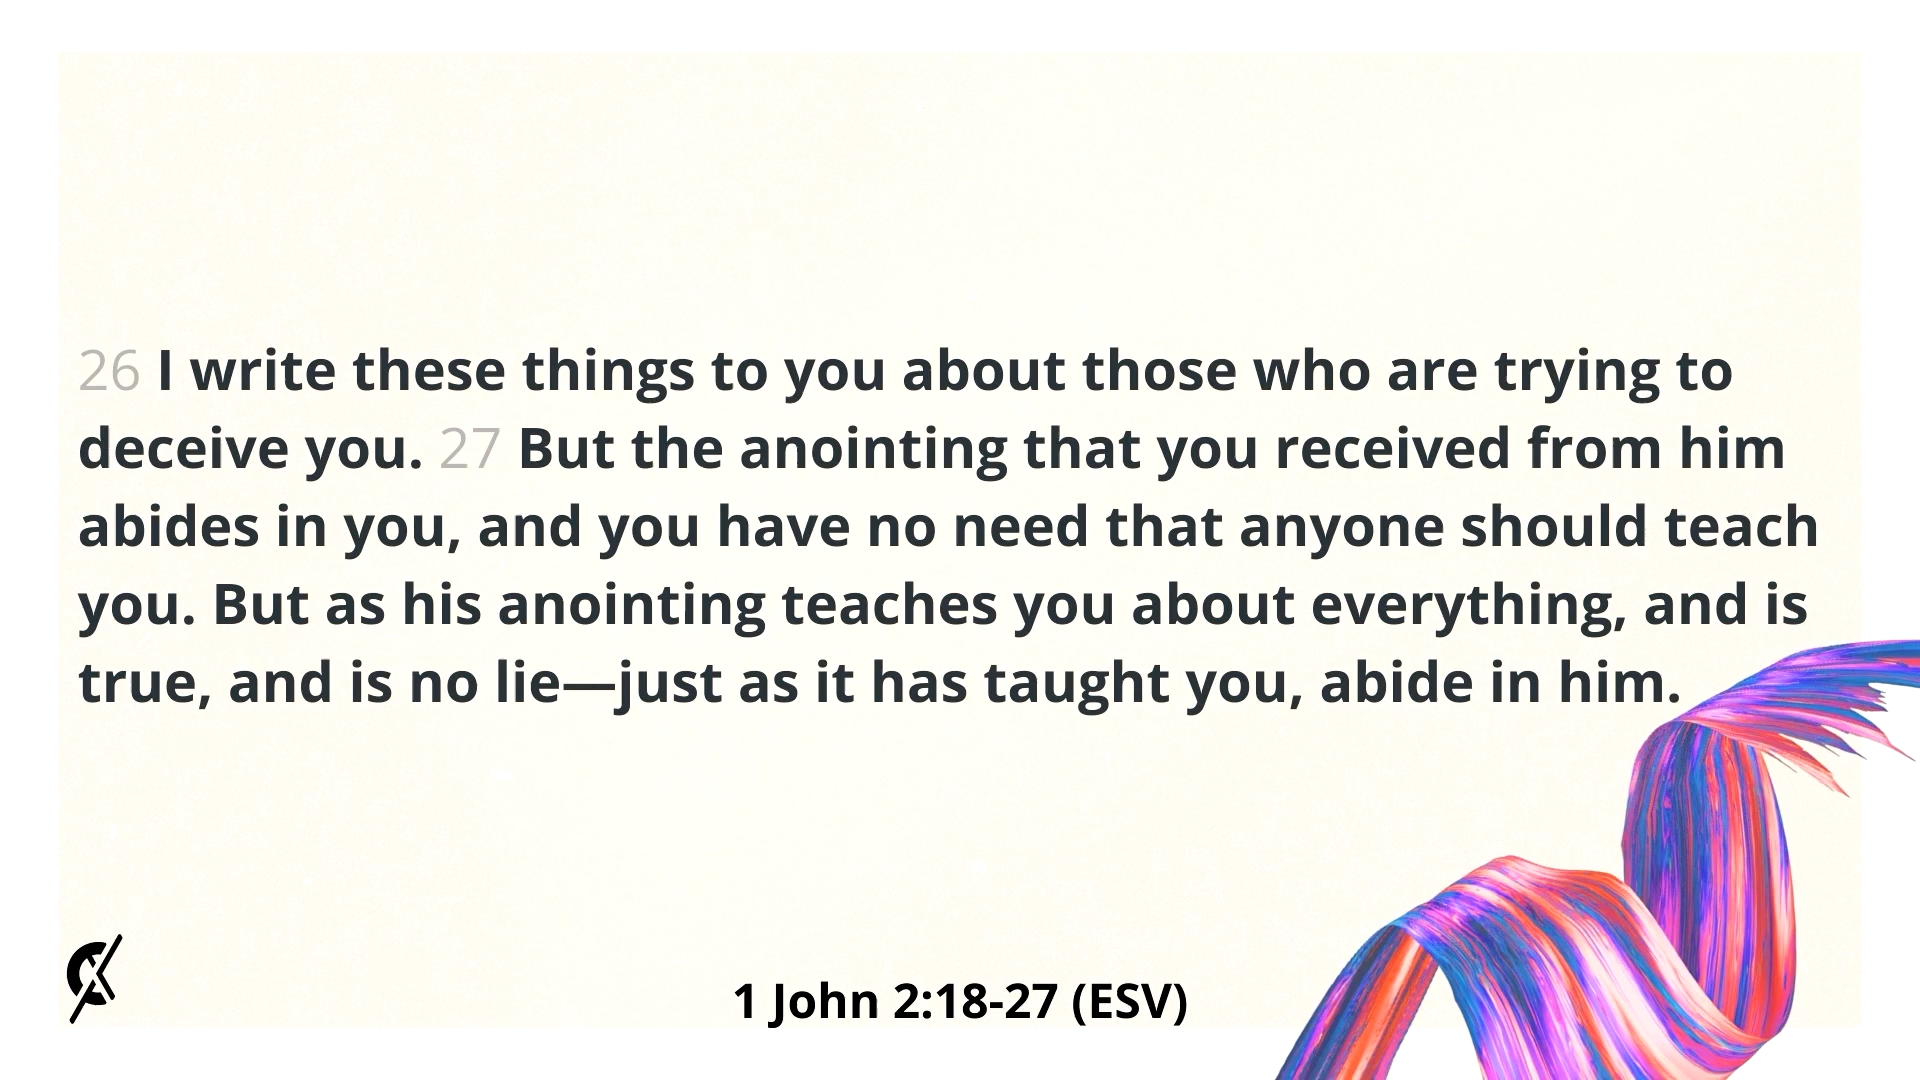 26 I write these things to you about those who are trying to
deceive you. 27 But the anointing that you received from him
abides in you, and you have no need that anyone should teach
you. But as his anointing teaches you about everything, and is
true, and is no lie—just as it has taught you, abide in him.
1 John 2:18-27 (ESV)